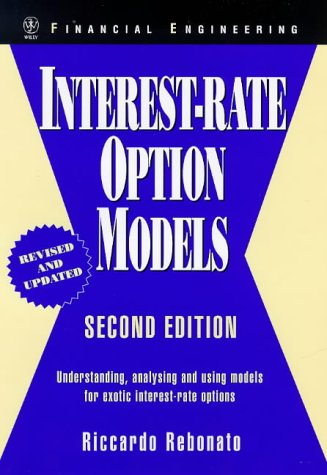 WILEY
FINANCIAL ENGINEERING
INTEREST-RATE
OPTION
MODELS
REVISED
AND
UPDATED
SECOND EDITION
Understanding, analysing and using models
for exotic interest-rate options
Riccardo Rebonato